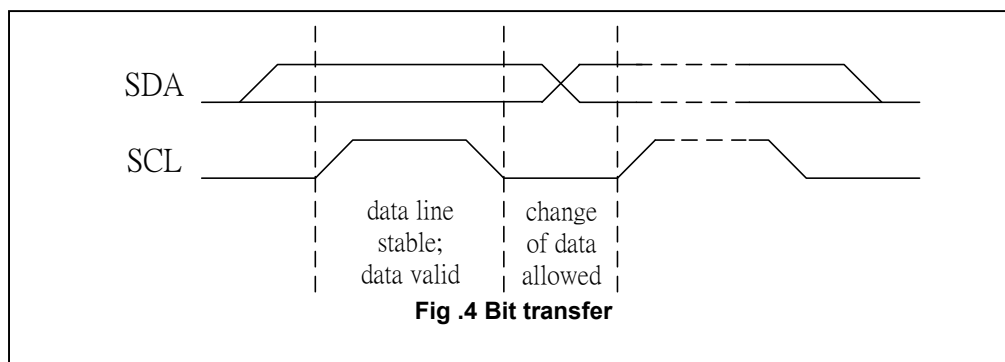 SDA
SCL
data line
stable;
data valid
change
of data
allowed
Fig .4 Bit transfer